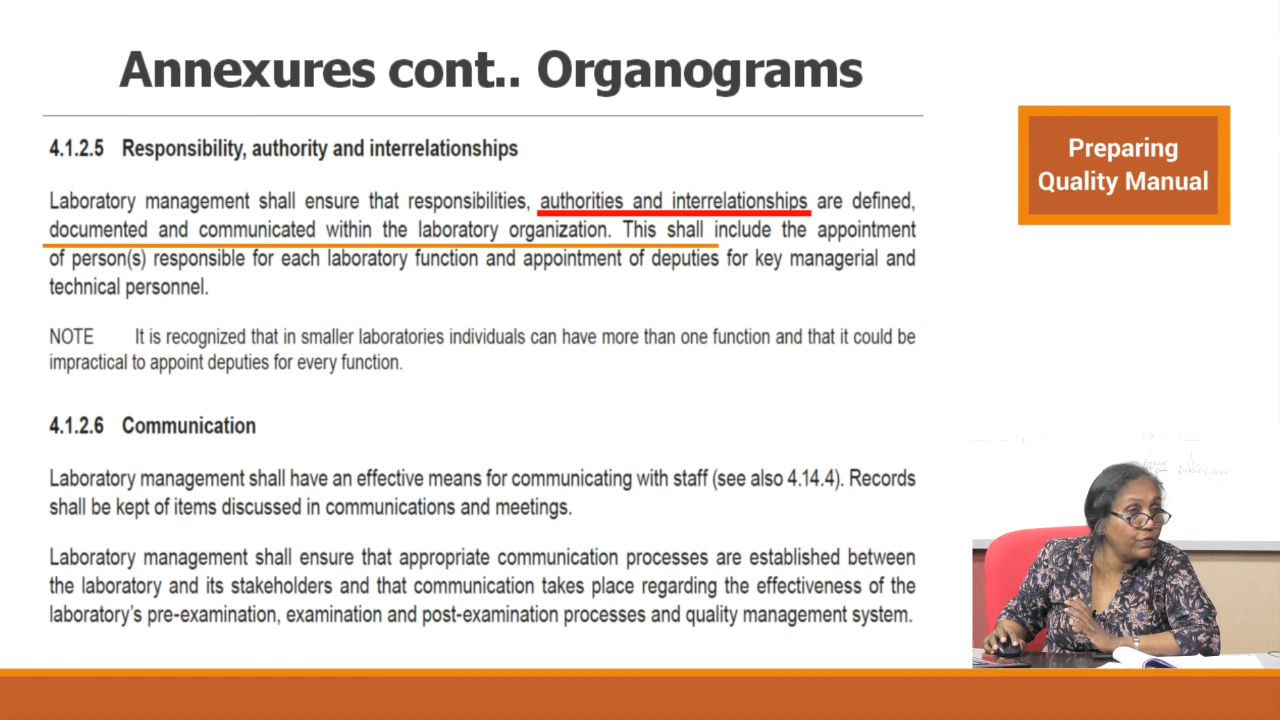 Annexures cont.. Organograms
4.1.2.5 Responsibility, authority and interrelationships
Laboratory management shall ensure that responsibilities, authorities and interrelationships are defined,
documented and communicated within the laboratory organization. This shall include the appointment
of person(s) responsible for each laboratory function and appointment of deputies for key managerial and
technical personnel.
NOTE It is recognized that in smaller laboratories individuals can have more than one function and that it could be
impractical to appoint deputies for every function.
4.1.2.6 Communication
Laboratory management shall have an effective means for communicating with staff (see also 4.14.4). Records
shall be kept of items discussed in communications and meetings.
Laboratory management shall ensure that appropriate communication processes are established between
the laboratory and its stakeholders and that communication takes place regarding the effectiveness of the
laboratory's pre-examination, examination and post-examination processes and quality management system.
Preparing
Quality Manual